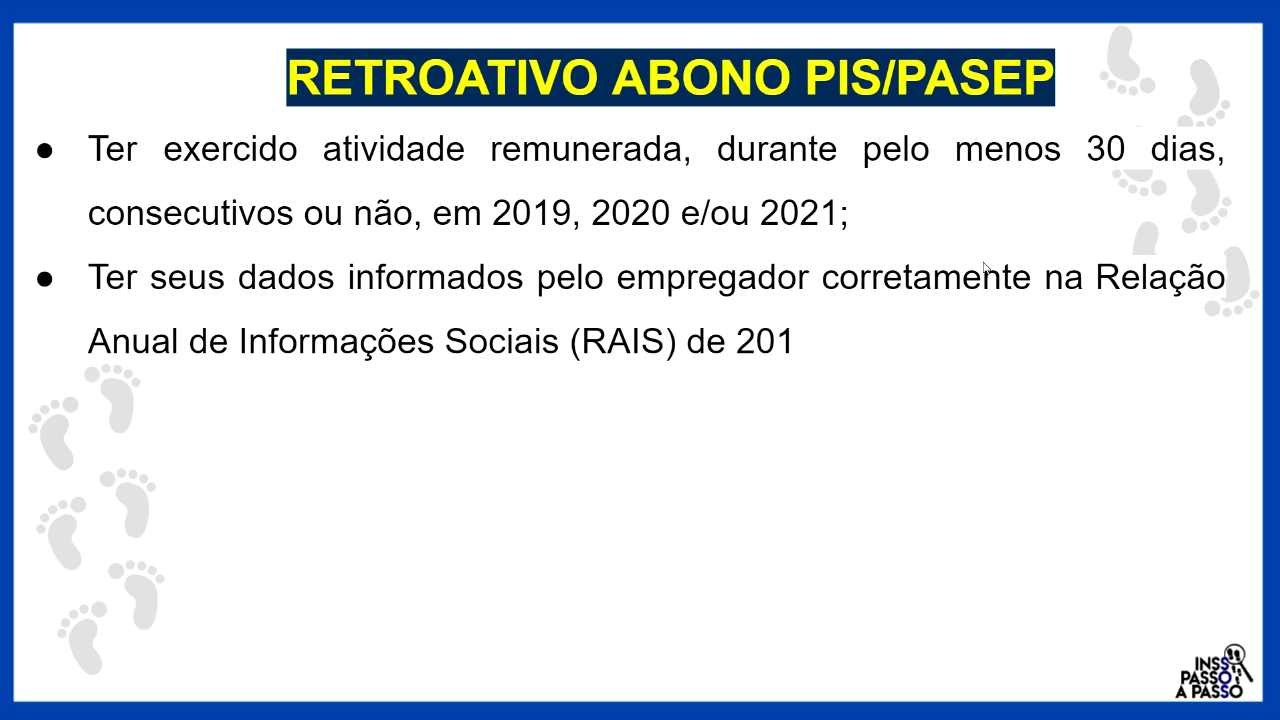 RETROATIVO ABONO PIS/PASEP
● Ter exercido atividade remunerada, durante pelo menos 30 dias,
consecutivos ou não, em 2019, 2020 e/ou 2021;
● Ter seus dados informados pelo empregador corretamente na Relação
Anual de Informações Sociais (RAIS) de 201
INSS
PASSO
A PASSO